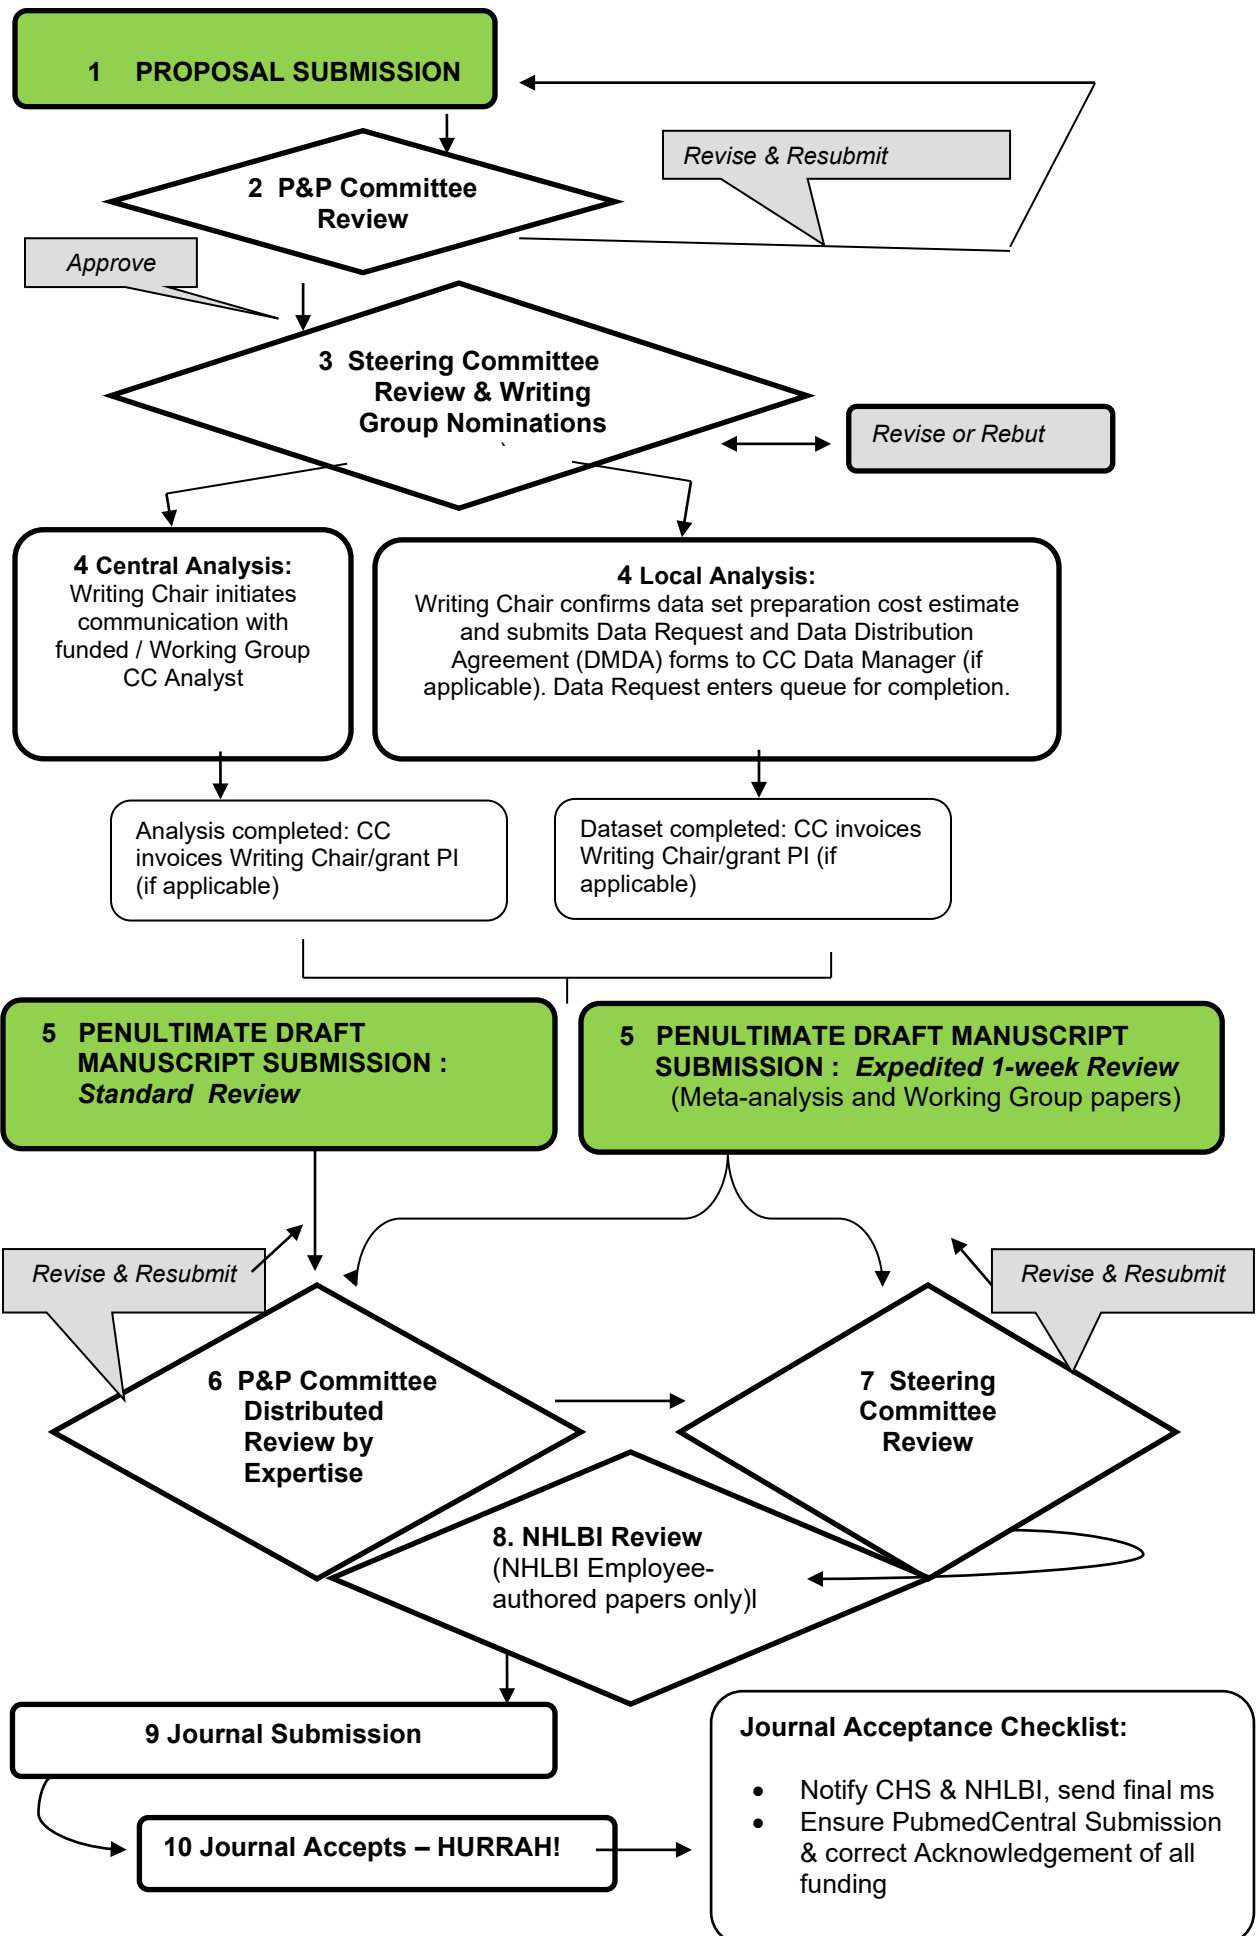 1 PROPOSAL SUBMISSION
Revise & Resubmit
2 P&P Committee
Review
Approve
3 Steering Committee
Review & Writing
Group Nominations
`
Revise or Rebut
4 Central Analysis:
Writing Chair initiates
communication with
funded / Working Group
CC Analyst
4 Local Analysis:
Writing Chair confirms data set preparation cost estimate
and submits Data Request and Data Distribution
Agreement (DMDA) forms to CC Data Manager (if
applicable). Data Request enters queue for completion.
Analysis completed: CC
invoices Writing Chair/grant PI
(if applicable)
Dataset completed: CC invoices
Writing Chair/grant PI (if
applicable)
5 PENULTIMATE DRAFT
MANUSCRIPT SUBMISSION :
Standard Review
5 PENULTIMATE DRAFT MANUSCRIPT
SUBMISSION : Expedited 1-week Review
(Meta-analysis and Working Group papers)
Revise & Resubmit
Revise & Resubmit
6 P&P Committee
Distributed
Review by
Expertise
7 Steering
Committee
Review
8. NHLBI Review
(NHLBI Employee-
authored papers only)l
9 Journal Submission
10 Journal Accepts – HURRAH!
Journal Acceptance Checklist:
• Notify CHS & NHLBI, send final ms
• Ensure PubmedCentral Submission
& correct Acknowledgement of all
funding